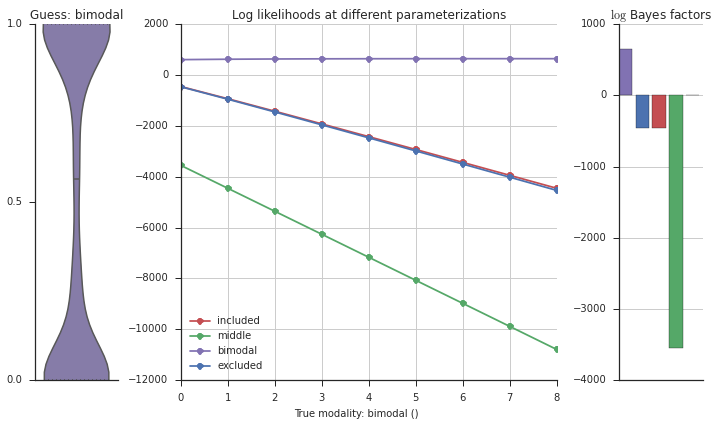 Guess: bimodal
1.0
0.5
0.0
Log likelihoods at different parameterizations
2000
0
−2000
−4000
−6000
−8000
−10000
−12000
included
middle
bimodal
excluded
0 1 2 3 4 5 6 7 8
True modality: bimodal ()
log Bayes factors
1000
0
−1000
−2000
−3000
−4000